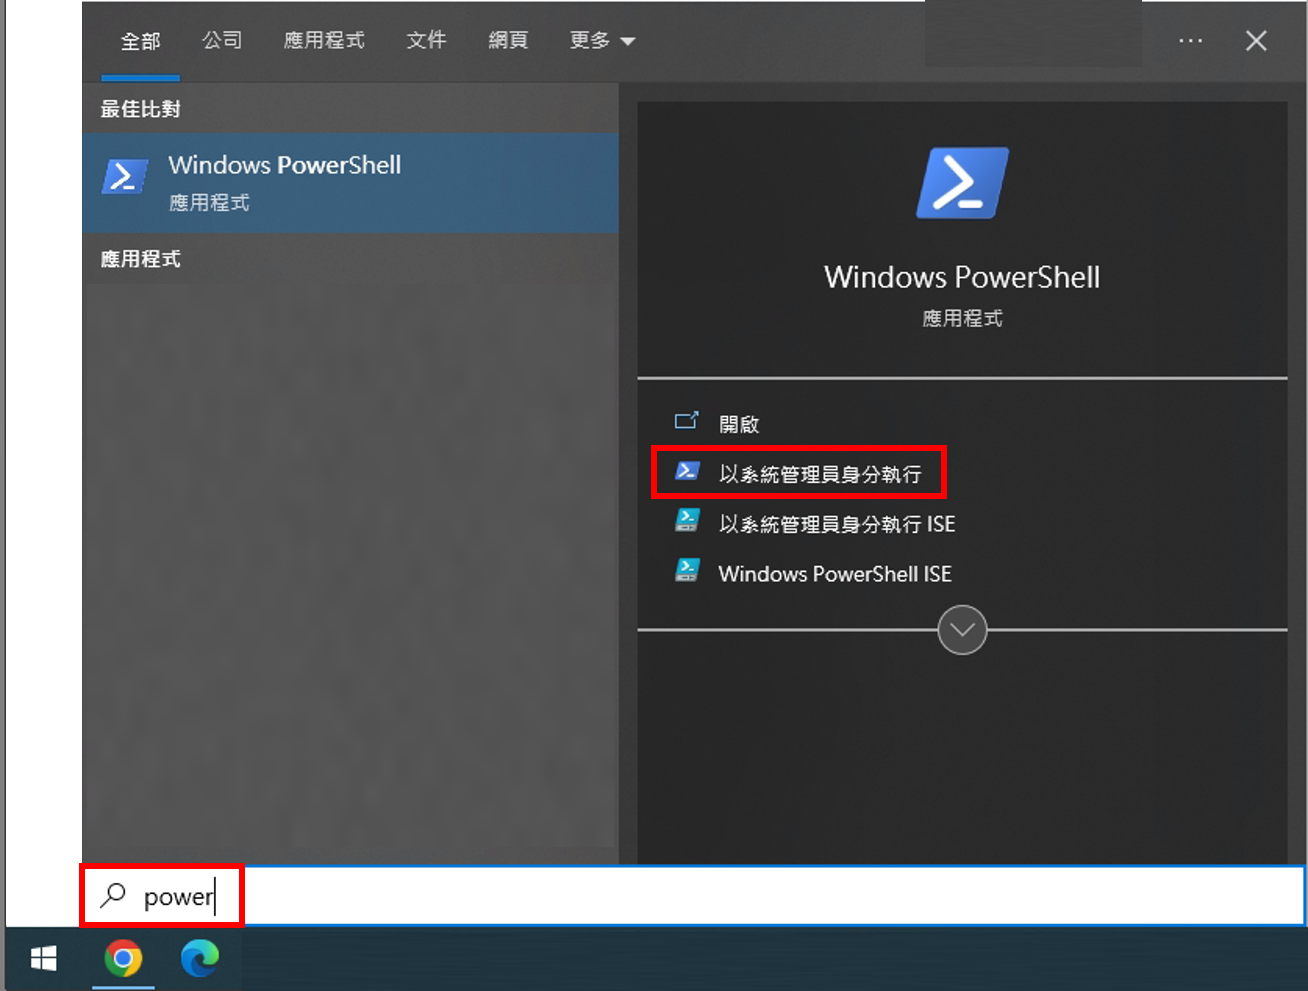 全部 公司 應用程式 文件 網頁 更多
最佳比對
Windows PowerShell
應用程式
應用程式
Windows PowerShell
應用程式
開啟
以系統管理員身分執行
以系統管理員身分執行 ISE
Windows PowerShell ISE
power